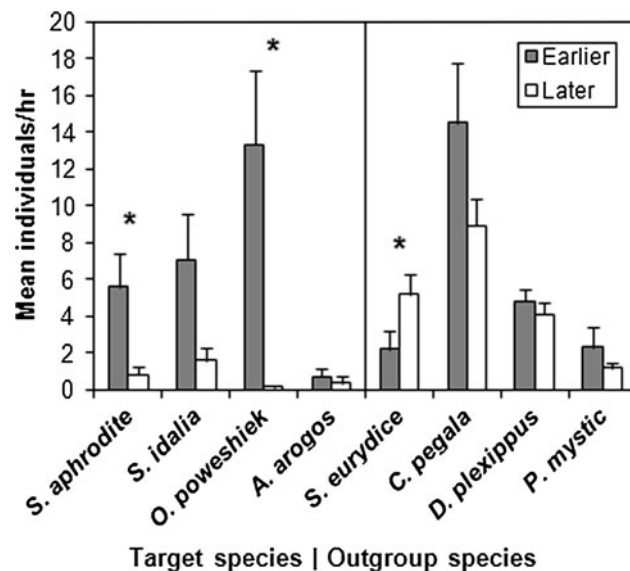 Mean individuals/hr
20
18
16
14
12
10
8
6
4
2
0
*
*
*
Earlier
Later
S. aphrodite
S. idalia
O. poweshiek
A. arogos
S. eurydice
C. pegala
D. plexippus
P. mystic
Target species | Outgroup species